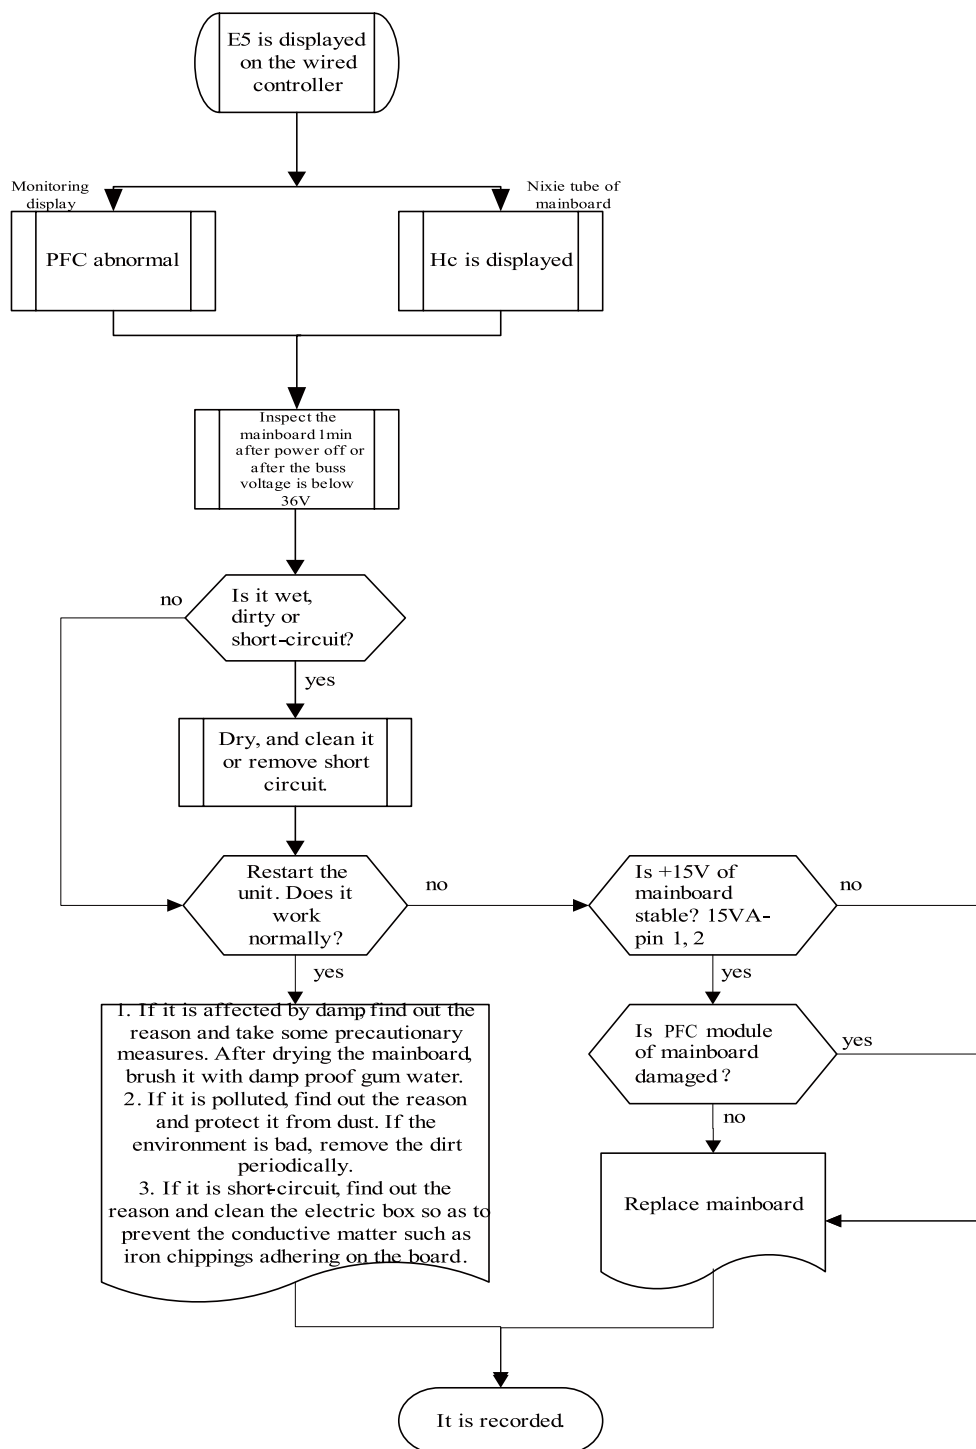 E5 is displayed
on the wired
controller
Monitoring
display
Nixie tube of
mainboard
PFC abnormal
Hc is displayed
Inspect the
mainboard 1min
after power off or
after the buss
voltage is below
36V
no
Is it wet,
dirty or
short-circuit?
yes
Dry, and clean it
or remove short
circuit.
Restart the
unit. Does it
work
normally?
no
Is +15V of
mainboard
stable? 15VA-
pin 1, 2
no
yes
yes
1. If it is affected by damp, find out the
reason and take some precautionary
measures. After drying the mainboard,
brush it with damp proof gum water.
2. If it is polluted, find out the reason
and protect it from dust. If the
environment is bad, remove the dirt
periodically.
3. If it is short-circuit, find out the
reason and clean the electric box so as to
prevent the conductive matter such as
iron chippings adhering on the board.
Is PFC module
of mainboard
damaged?
yes
no
Replace mainboard
It is recorded.